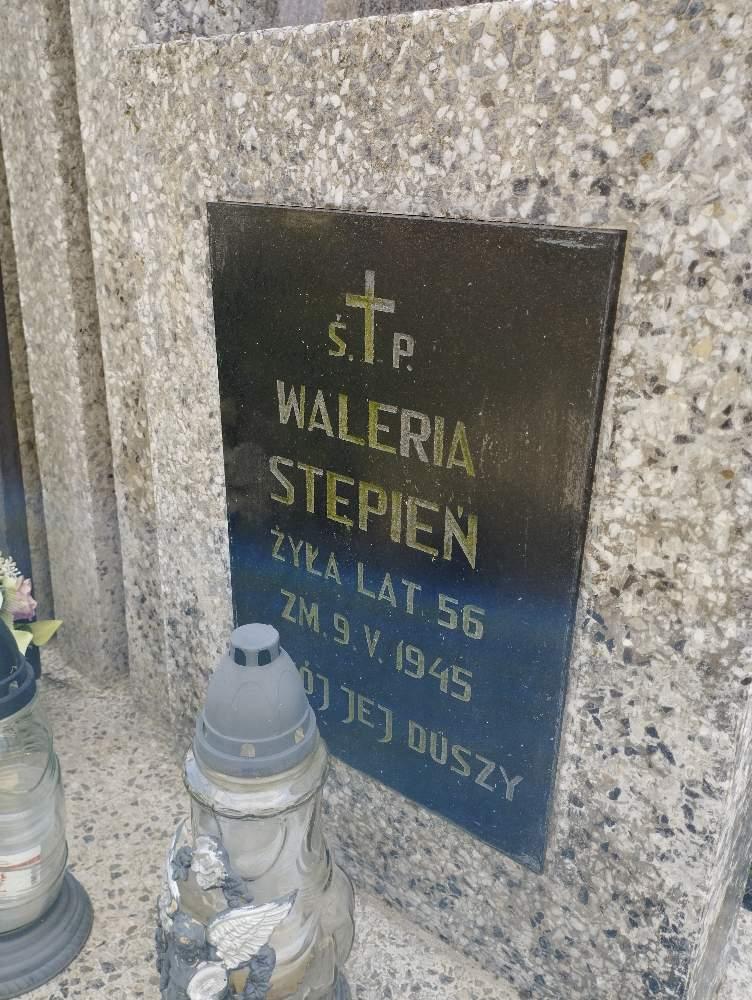 Ś. P.
WALERIA
STĘPIEŃ
ŻYŁA LAT 56
ZM. 9. V. 1945
JEJ DUSZY